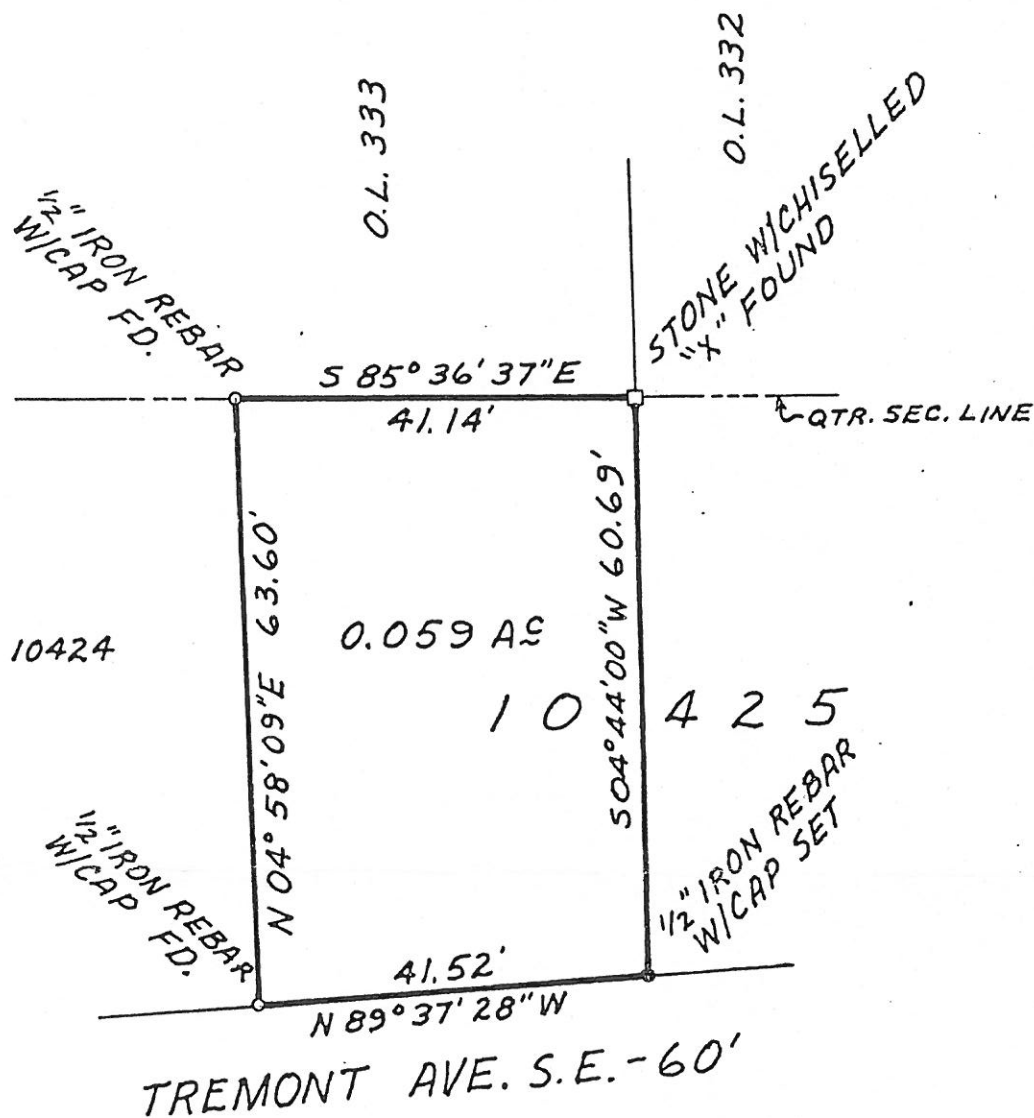 O.L. 333
O.L. 332
1/2" IRON REBAR
W/CAP FD.
STONE W/CHISELLED
"X" FOUND
S 85° 36' 37" E
41.14'
QTR. SEC. LINE
N 04° 58' 09" E 63.60'
S04° 44' 00" W 60.69'
10424
0.059 AC
10 425
1/2" IRON REBAR
W/CAP FD.
1/2" IRON REBAR
W/CAP SET
41.52'
N 89° 37' 28" W
TREMONT AVE. S.E. - 60'